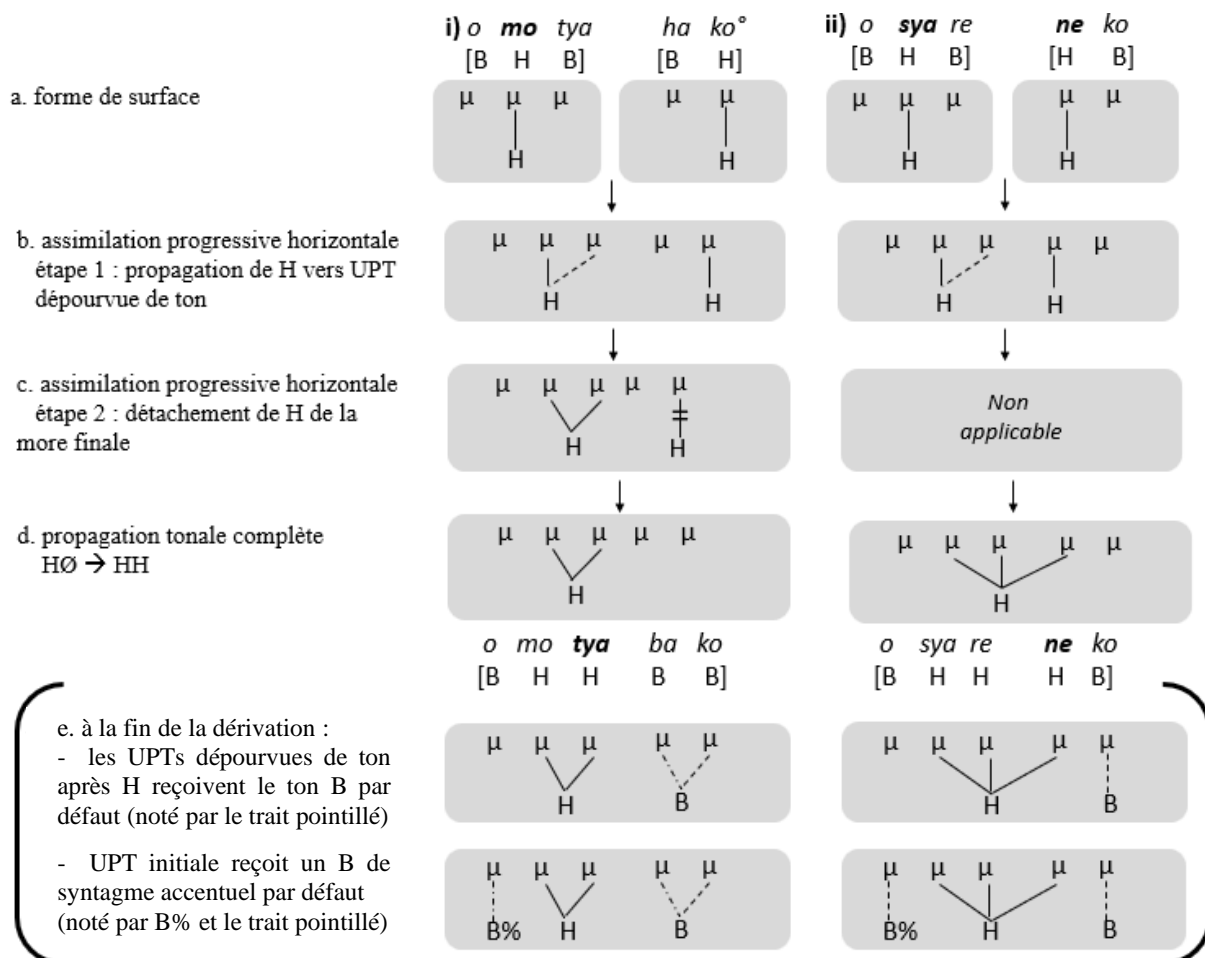 i) o mo tya ha ko° ii) o sya re ne ko
[B H B] [B H] [B H B] [H B]
a. forme de surface
μ μ μ μ μ μ μ μ μ μ
H H H H
b. assimilation progressive horizontale
étape 1 : propagation de H vers UPT
dépourvue de ton
μ μ μ μ μ μ μ μ μ μ
H H H H
c. assimilation progressive horizontale
étape 2 : détachement de H de la
more finale
μ μ μ μ μ
H H
Non
applicable
d. propagation tonale complète
HØ → HH
μ μ μ μ μ μ μ μ μ μ
H H
o mo tya ba ko o sya re ne ko
[B H H B B] [B H H H B]
e. à la fin de la dérivation :
- les UPTs dépourvues de ton
après H reçoivent le ton B par
défaut (noté par le trait pointillé)
μ μ μ μ μ μ μ μ μ μ
H B H B
- UPT initiale reçoit un B de
syntagme accentuel par défaut
(noté par B% et le trait pointillé)
μ μ μ μ μ μ μ μ μ μ
B% H B B% H B